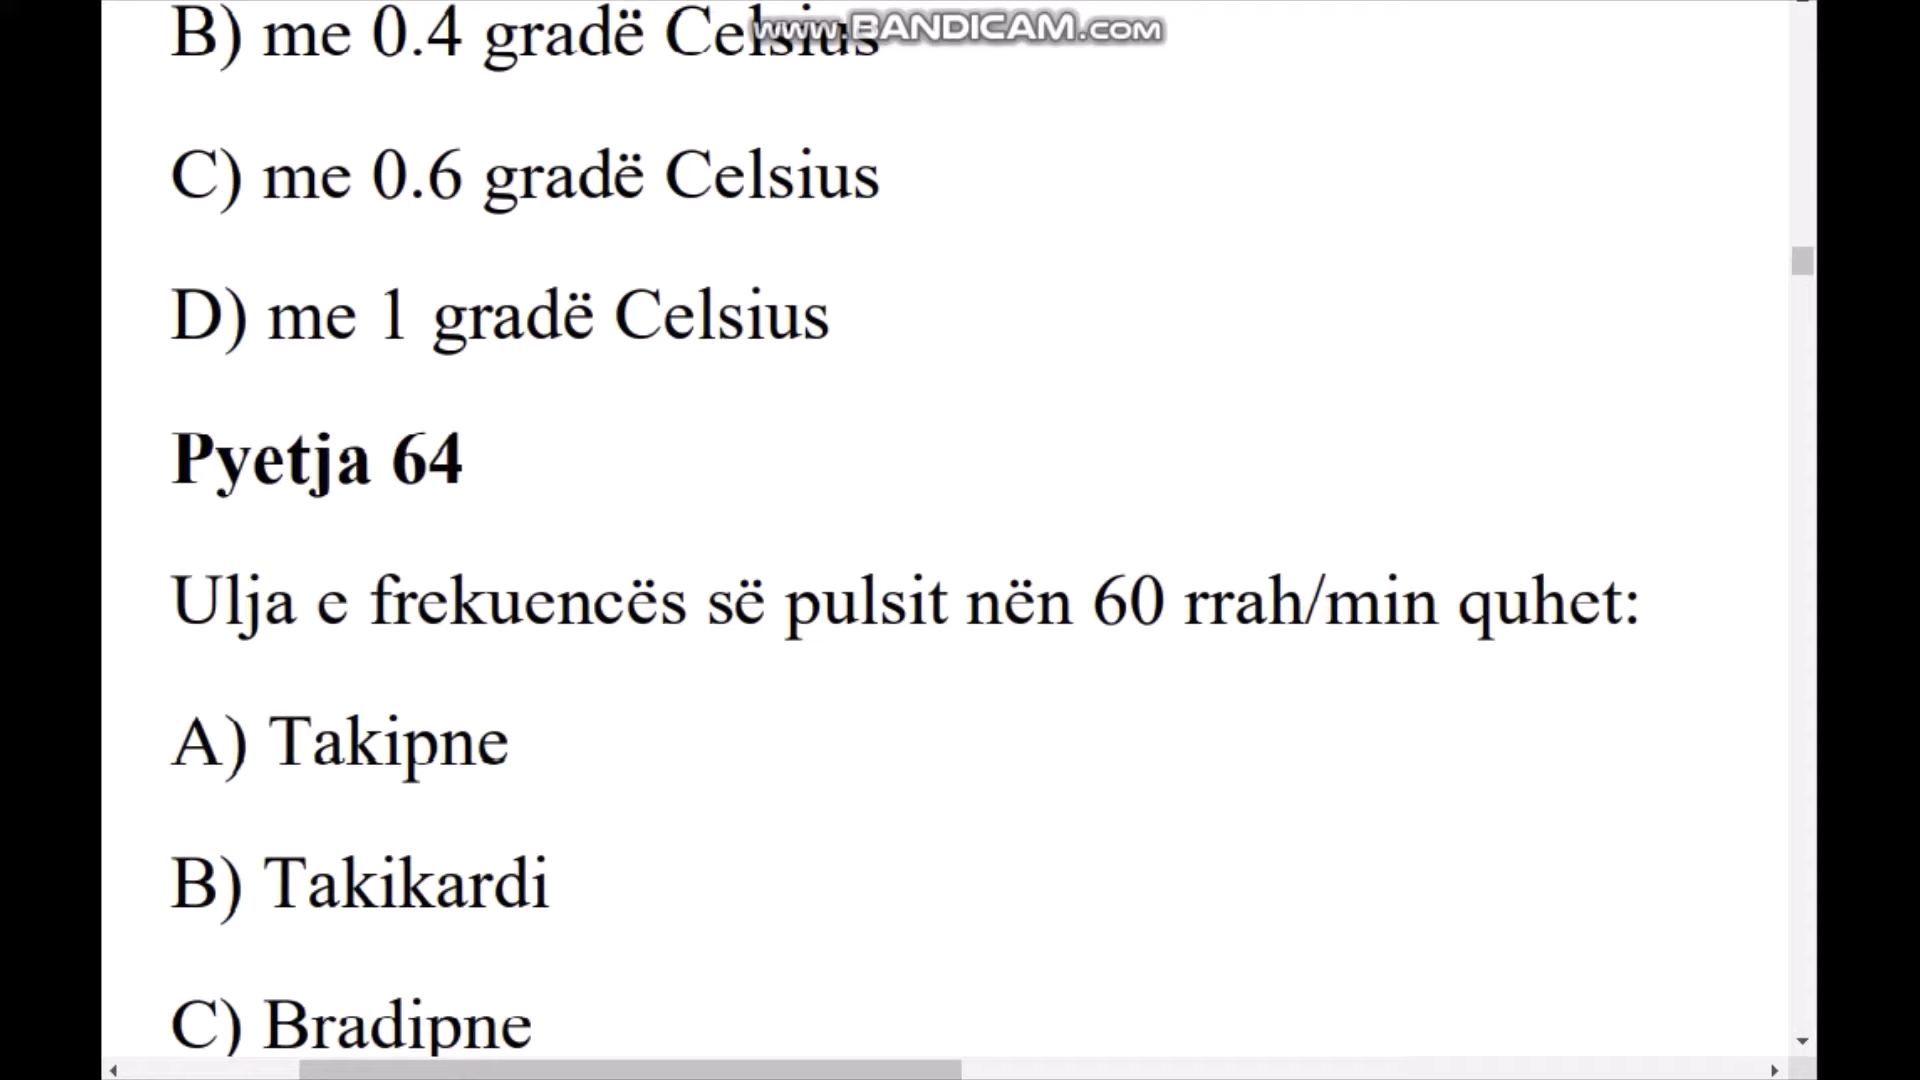 B) me 0.4 gradë Celsius
www.BANDICAM.com
C) me 0.6 gradë Celsius
D) me 1 gradë Celsius
Pyetja 64
Ulja e frekuencës së pulsit nën 60 rrah/min quhet:
A) Takipne
B) Takikardi
C) Bradipne